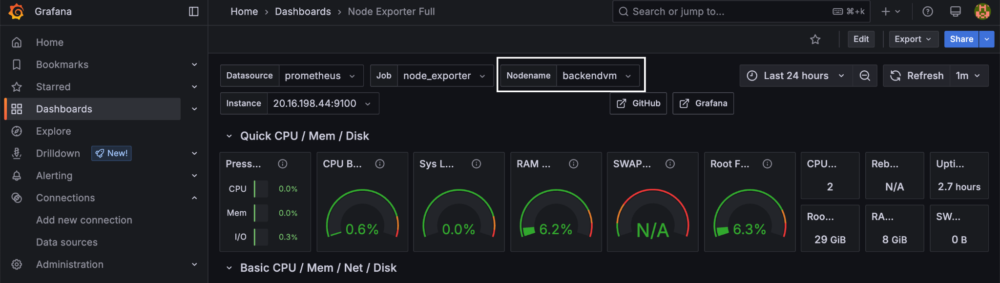 Grafana
Home › Dashboards › Node Exporter Full
Search or jump to... ⌘+k
Home
Bookmarks
Starred
Dashboards
Explore
Drilldown New!
Alerting
Connections
Add new connection
Data sources
Administration
Edit Export Share
Datasource prometheus Job node_exporter Nodename backendvm Last 24 hours Refresh 1m
Instance 20.16.198.44:9100 GitHub Grafana
Quick CPU / Mem / Disk
Press...
CPU 0.0%
Mem 0.0%
I/O 0.3%
CPU B...
0.6%
Sys L...
0.0%
RAM ...
6.2%
SWAP...
N/A
Root F...
6.3%
CPU...
2
Reb...
N/A
Upti...
2.7 hours
Roo...
29 GiB
RA...
8 GiB
SW...
0 B
Basic CPU / Mem / Net / Disk